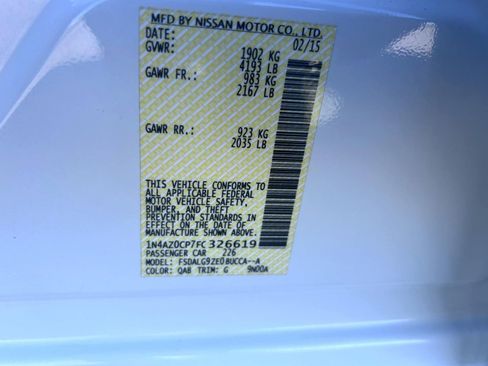 MFD BY NISSAN MOTOR CO., LTD.
DATE: 02/15
GVWR: 1902 KG
4193 LB
GAWR FR.: 983 KG
2167 LB
GAWR RR.: 923 KG
2035 LB
THIS VEHICLE CONFORMS TO
ALL APPLICABLE FEDERAL
MOTOR VEHICLE SAFETY,
BUMPER, AND THEFT
PREVENTION STANDARDS IN
EFFECT ON THE DATE OF
MANUFACTURE SHOWN ABOVE.
1N4AZ0CP7FC326619
PASSENGER CAR 226
MODEL: FSDALG9ZE0BUCCA--A
COLOR: QAB TRIM: G 9N00A